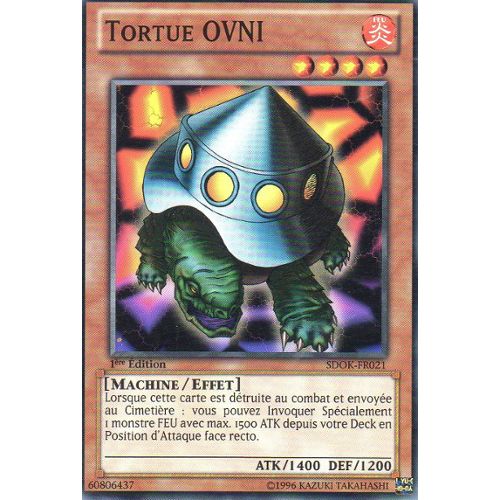 Tortue OVNI
FEU
炎
1ère Édition
SDOK-FR021
[Machine/Effet]
Lorsque cette carte est détruite au combat et envoyée
au Cimetière : vous pouvez Invoquer Spécialement
1 monstre FEU avec max. 1500 ATK depuis votre Deck en
Position d'Attaque face recto.
ATK/1400 DEF/1200
60806437
©1996 KAZUKI TAKAHASHI